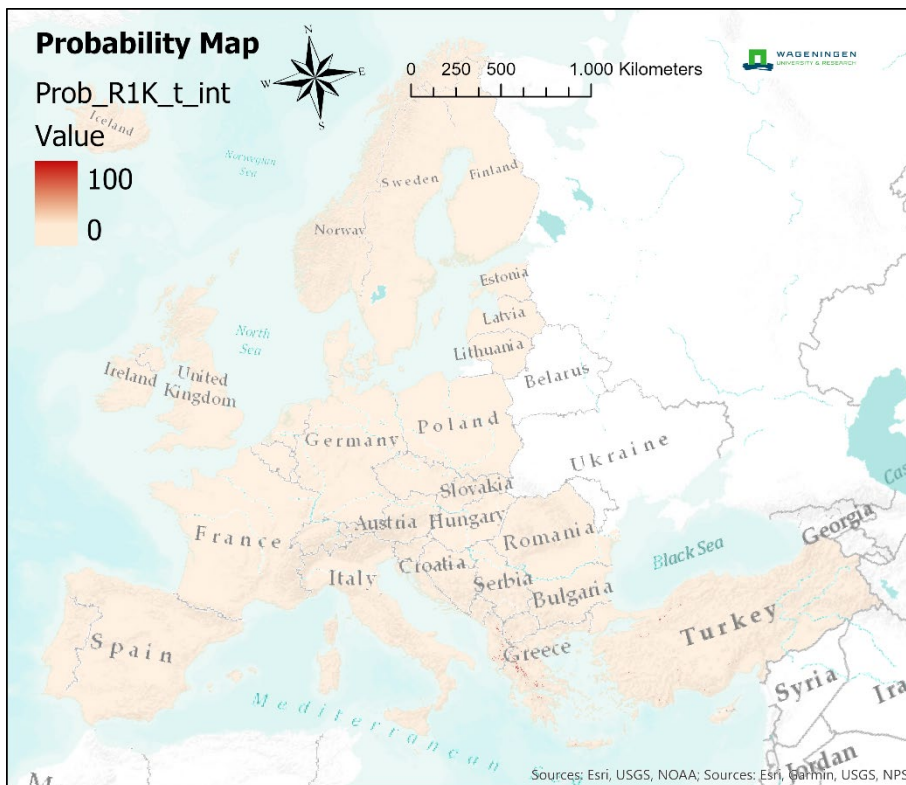 Probability Map
Prob_R1K_t_int
Value
100
0
N
W
E
S
0 250 500 1.000 Kilometers
WAGENINGEN
UNIVERSITY & RESEARCH
Iceland
Norwegian
Sea
Sweden
Finland
Norway
Estonia
Latvia
Lithuania
North
Sea
Ireland
United
Kingdom
Belarus
Poland
Germany
Ukraine
Slovakia
Austria
Hungary
France
Romania
Croatia
Italy
Serbia
Bulgaria
Black Sea
Georgia
Cas
Spain
Greece
Turkey
Syria
Ira
Mediterranean Sea
Jordan
M
Sources: Esri, USGS, NOAA; Sources: Esri, Garmin, USGS, NPS